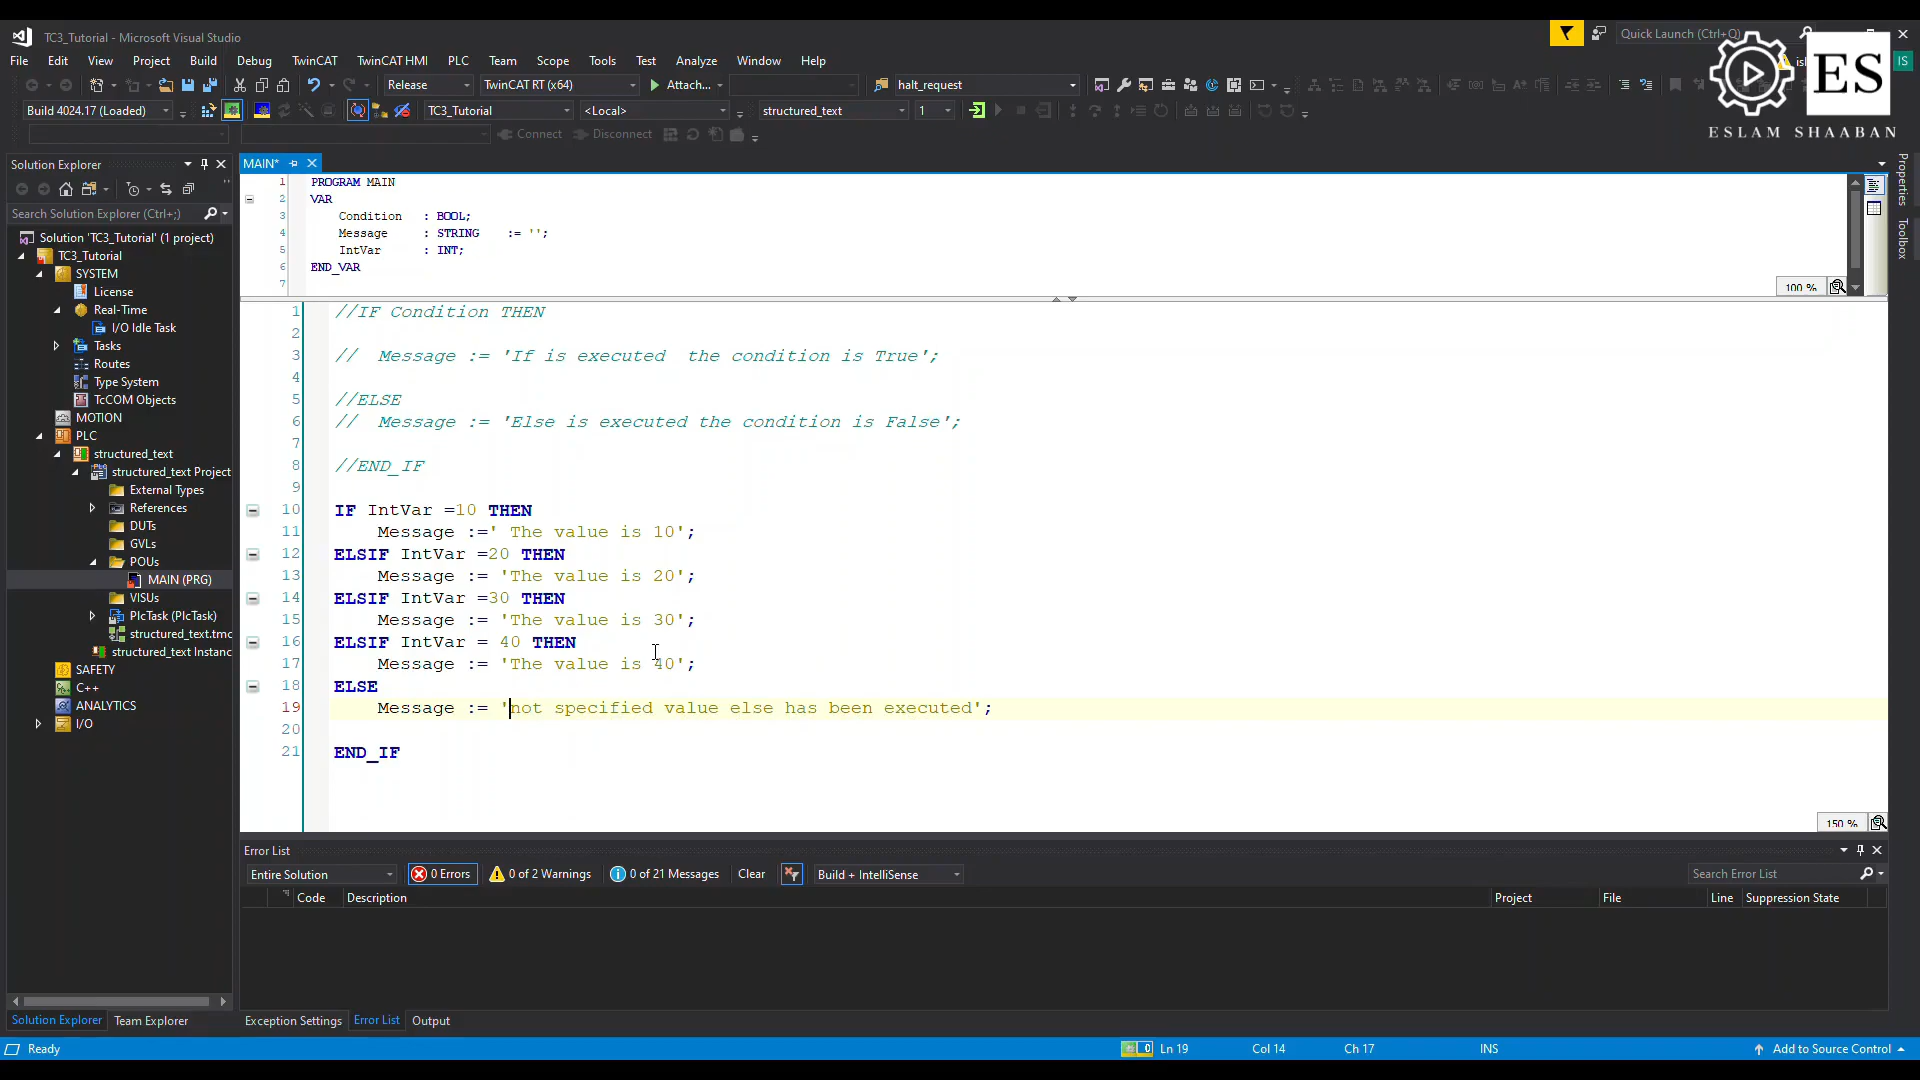 TC3_Tutorial - Microsoft Visual Studio
Quick Launch (Ctrl+Q)
File Edit View Project Build Debug TwinCAT TwinCAT HMI PLC Team Scope Tools Test Analyze Window Help
IS
ES
ESLAM SHAABAN
Release TwinCAT RT (x64) Attach... halt_request
Build 4024.17 (Loaded) TC3_Tutorial <Local> structured_text 1
Connect Disconnect
Solution Explorer
Search Solution Explorer (Ctrl+;)
Solution 'TC3_Tutorial' (1 project)
TC3_Tutorial
SYSTEM
License
Real-Time
I/O Idle Task
Tasks
Routes
Type System
TcCOM Objects
MOTION
PLC
structured_text
structured_text Project
External Types
References
DUTs
GVLs
POUs
MAIN (PRG)
VISUs
PlcTask (PlcTask)
structured_text.tmc
structured_text Instanc
SAFETY
C++
ANALYTICS
I/O
Solution Explorer Team Explorer
MAIN*
1 PROGRAM MAIN
2 VAR
3 Condition : BOOL;
4 Message : STRING := '';
5 IntVar : INT;
6 END_VAR
7
100 %
1 //IF Condition THEN
2
3 // Message := 'If is executed the condition is True';
4
5 //ELSE
6 // Message := 'Else is executed the condition is False';
7
8 //END_IF
9
10 IF IntVar =10 THEN
11 Message :=' The value is 10';
12 ELSIF IntVar =20 THEN
13 Message := 'The value is 20';
14 ELSIF IntVar =30 THEN
15 Message := 'The value is 30';
16 ELSIF IntVar = 40 THEN
17 Message := 'The value is 40';
18 ELSE
19 Message := 'not specified value else has been executed';
20
21 END_IF
150 %
Properties
Toolbox
Error List
Entire Solution 0 Errors 0 of 2 Warnings 0 of 21 Messages Clear Build + IntelliSense Search Error List
Code Description Project File Line Suppression State
Exception Settings Error List Output
Ready 0 Ln 19 Col 14 Ch 17 INS Add to Source Control